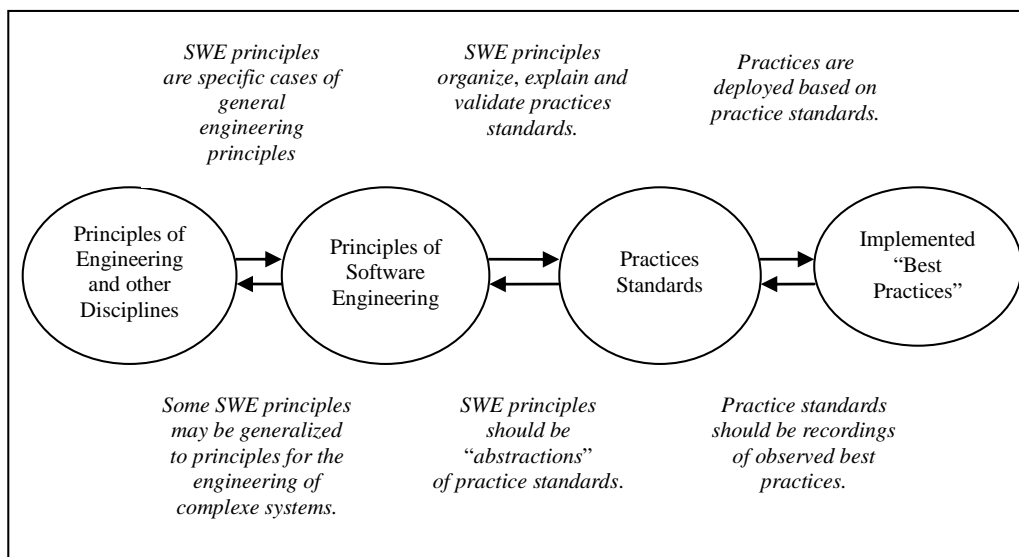 SWE principles
are specific cases of
general
engineering
principles
SWE principles
organize, explain and
validate practices
standards.
Practices are
deployed based on
practice standards.
Principles of
Engineering
and other
Disciplines
Principles of
Software
Engineering
Practices
Standards
Implemented
“Best
Practices”
Some SWE principles
may be generalized
to principles for the
engineering of
complexe systems.
SWE principles
should be
“abstractions”
of practice standards.
Practice standards
should be recordings
of observed best
practices.